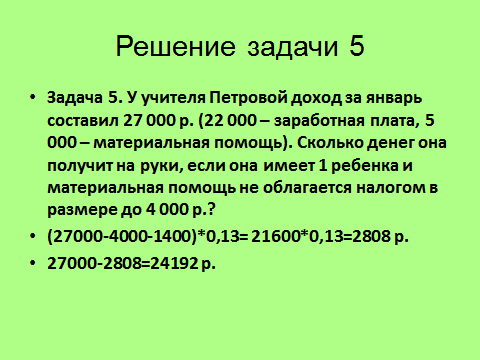 Решение задачи 5
• Задача 5. У учителя Петровой доход за январь
составил 27 000 р. (22 000 – заработная плата, 5
000 – материальная помощь). Сколько денег она
получит на руки, если она имеет 1 ребенка и
материальная помощь не облагается налогом в
размере до 4 000 р.?
• (27000-4000-1400)*0,13= 21600*0,13=2808 р.
• 27000-2808=24192 р.